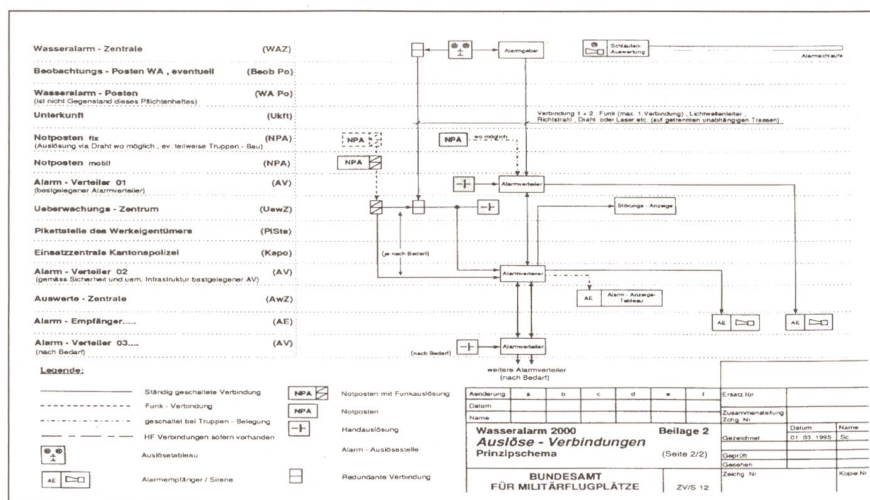 Wasseralarm - Zentrale (WAZ)
Alarmgeber
Schlaufen-
Auswertung
Alarmschlaufe
Beobachtungs - Posten WA , eventuell (Beob Po)
Wasseralarm - Posten (WA Po)
(ist nicht Gegenstand dieses Pflichtenheftes)
Unterkunft (Ukft)
Verbindung 1 + 2 , Funk (max. 1 Verbindung) , Lichtwellenleiter ,
Richtstrahl , Draht oder Laser etc. (auf getrennten unabhängigen Trassen)
Notposten fix (NPA)
(Auslösung via Draht wo möglich , ev. teilweise Truppen - Bau)
NPA
NPA
wo möglich
Notposten mobil (NPA)
NPA
Alarm - Verteiler 01 (AV)
(bestgelegener Alarmverteiler)
Alarmverteiler
Ueberwachungs - Zentrum (UewZ)
Störungs - Anzeige
Pikettstelle des Werkeigentümers (PiSte)
Einsatzzentrale Kantonspolizei (Kapo)
(je nach Bedarf)
Alarm - Verteiler 02 (AV)
(gemäss Sicherheit und uem. Infrastruktur bestgelegener AV)
Alarmverteiler
Auswerte - Zentrale (AwZ)
AE
Alarm - Anzeige-
Tableau
Alarm - Empfänger..... (AE)
AE
AE
Alarm - Verteiler 03.... (AV)
(nach Bedarf)
(nach Bedarf)
Alarmverteiler
weitere Alarmverteiler
(nach Bedarf)
Legende:
Ständig geschaltete Verbindung
Funk - Verbindung
geschaltet bei Truppen - Belegung
HF Verbindungen sofern vorhanden
Auslösetableau
AE
Alarmempfänger / Sirene
NPA
Notposten mit Funkauslösung
NPA
Notposten
Handauslösung
Alarm - Auslösestelle
Redundante Verbindung
Aenderung a b c d e f
Datum
Name
Ersatz für
Zusammenstellung
Zchg. Nr.
Wasseralarm 2000 Beilage 2
Auslöse - Verbindungen
Prinzipschema (Seite 2/2)
Datum Name
Gezeichnet 01.03.1995 Sc.
Geprüft
Gesehen
BUNDESAMT
FÜR MILITÄRFLUGPLÄTZE ZV/S 12
Zeichg. Nr.
Kopie Nr.